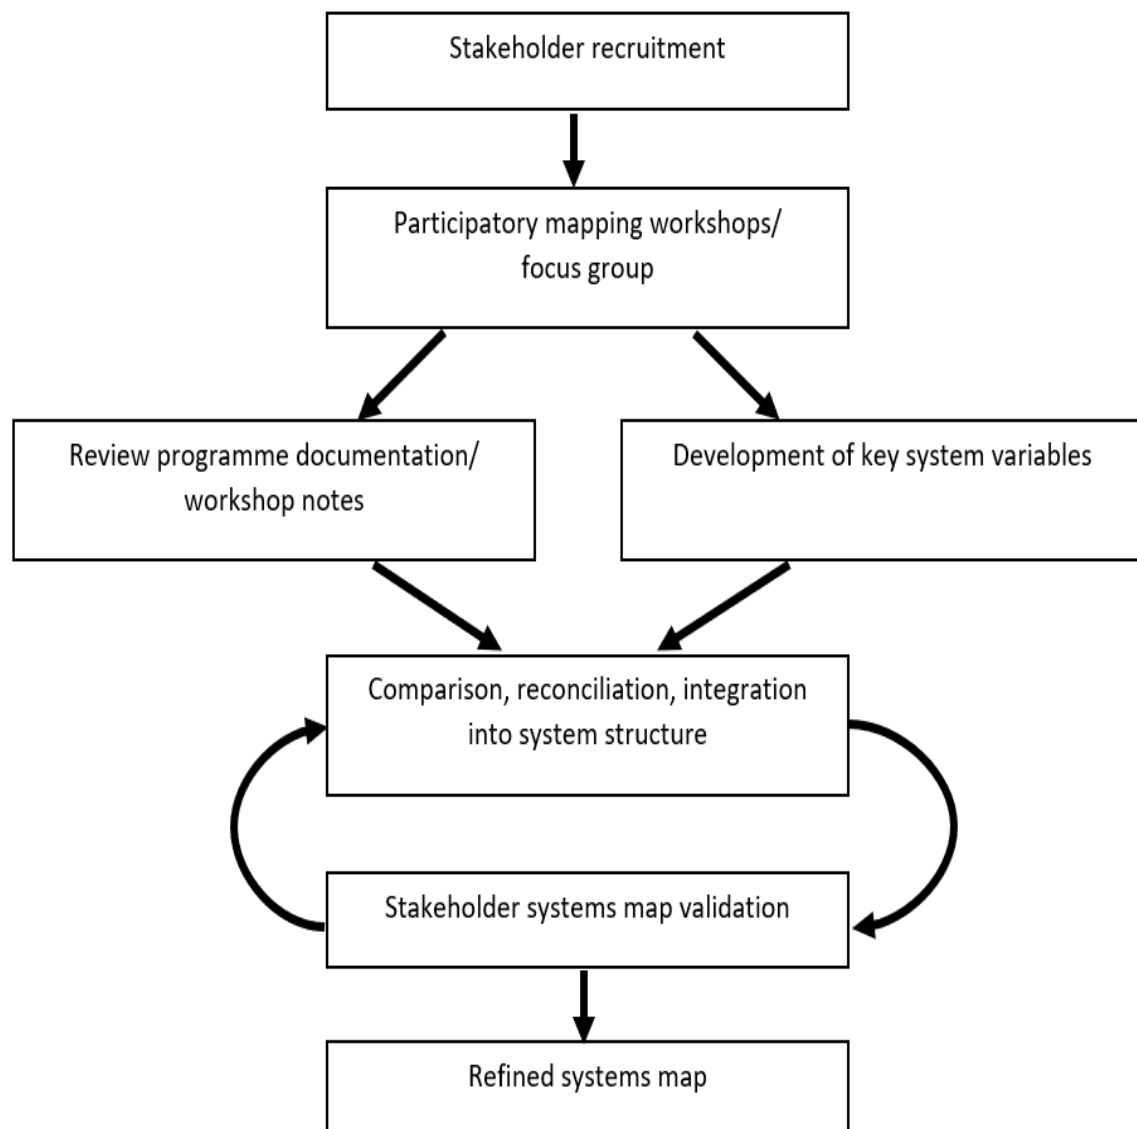 Stakeholder recruitment
Participatory mapping workshops/
focus group
Review programme documentation/
workshop notes
Development of key system variables
Comparison, reconciliation, integration
into system structure
Stakeholder systems map validation
Refined systems map